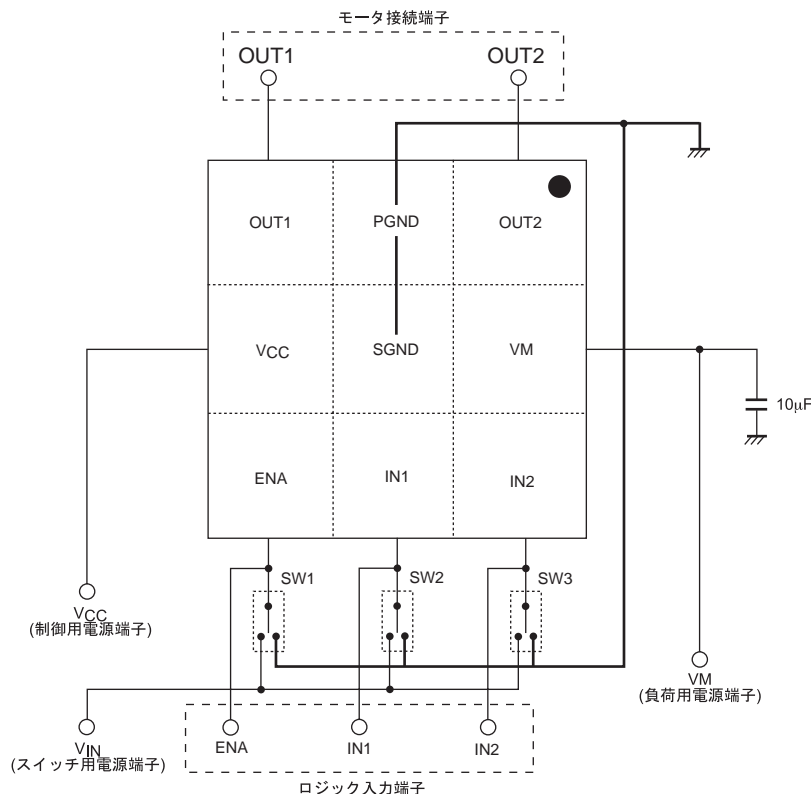 モータ接続端子
OUT1 OUT2
OUT1 PGND OUT2
VCC SGND VM
10μF
ENA IN1 IN2
SW1 SW2 SW3
VCC
(制御用電源端子)
VM
(負荷用電源端子)
VIN
(スイッチ用電源端子)
ENA IN1 IN2
ロジック入力端子